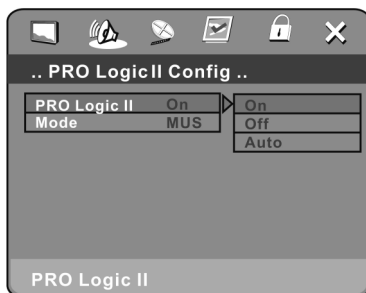 .. PRO Logic II Config ..
PRO Logic II On On
Mode MUS Off
Auto
PRO Logic II